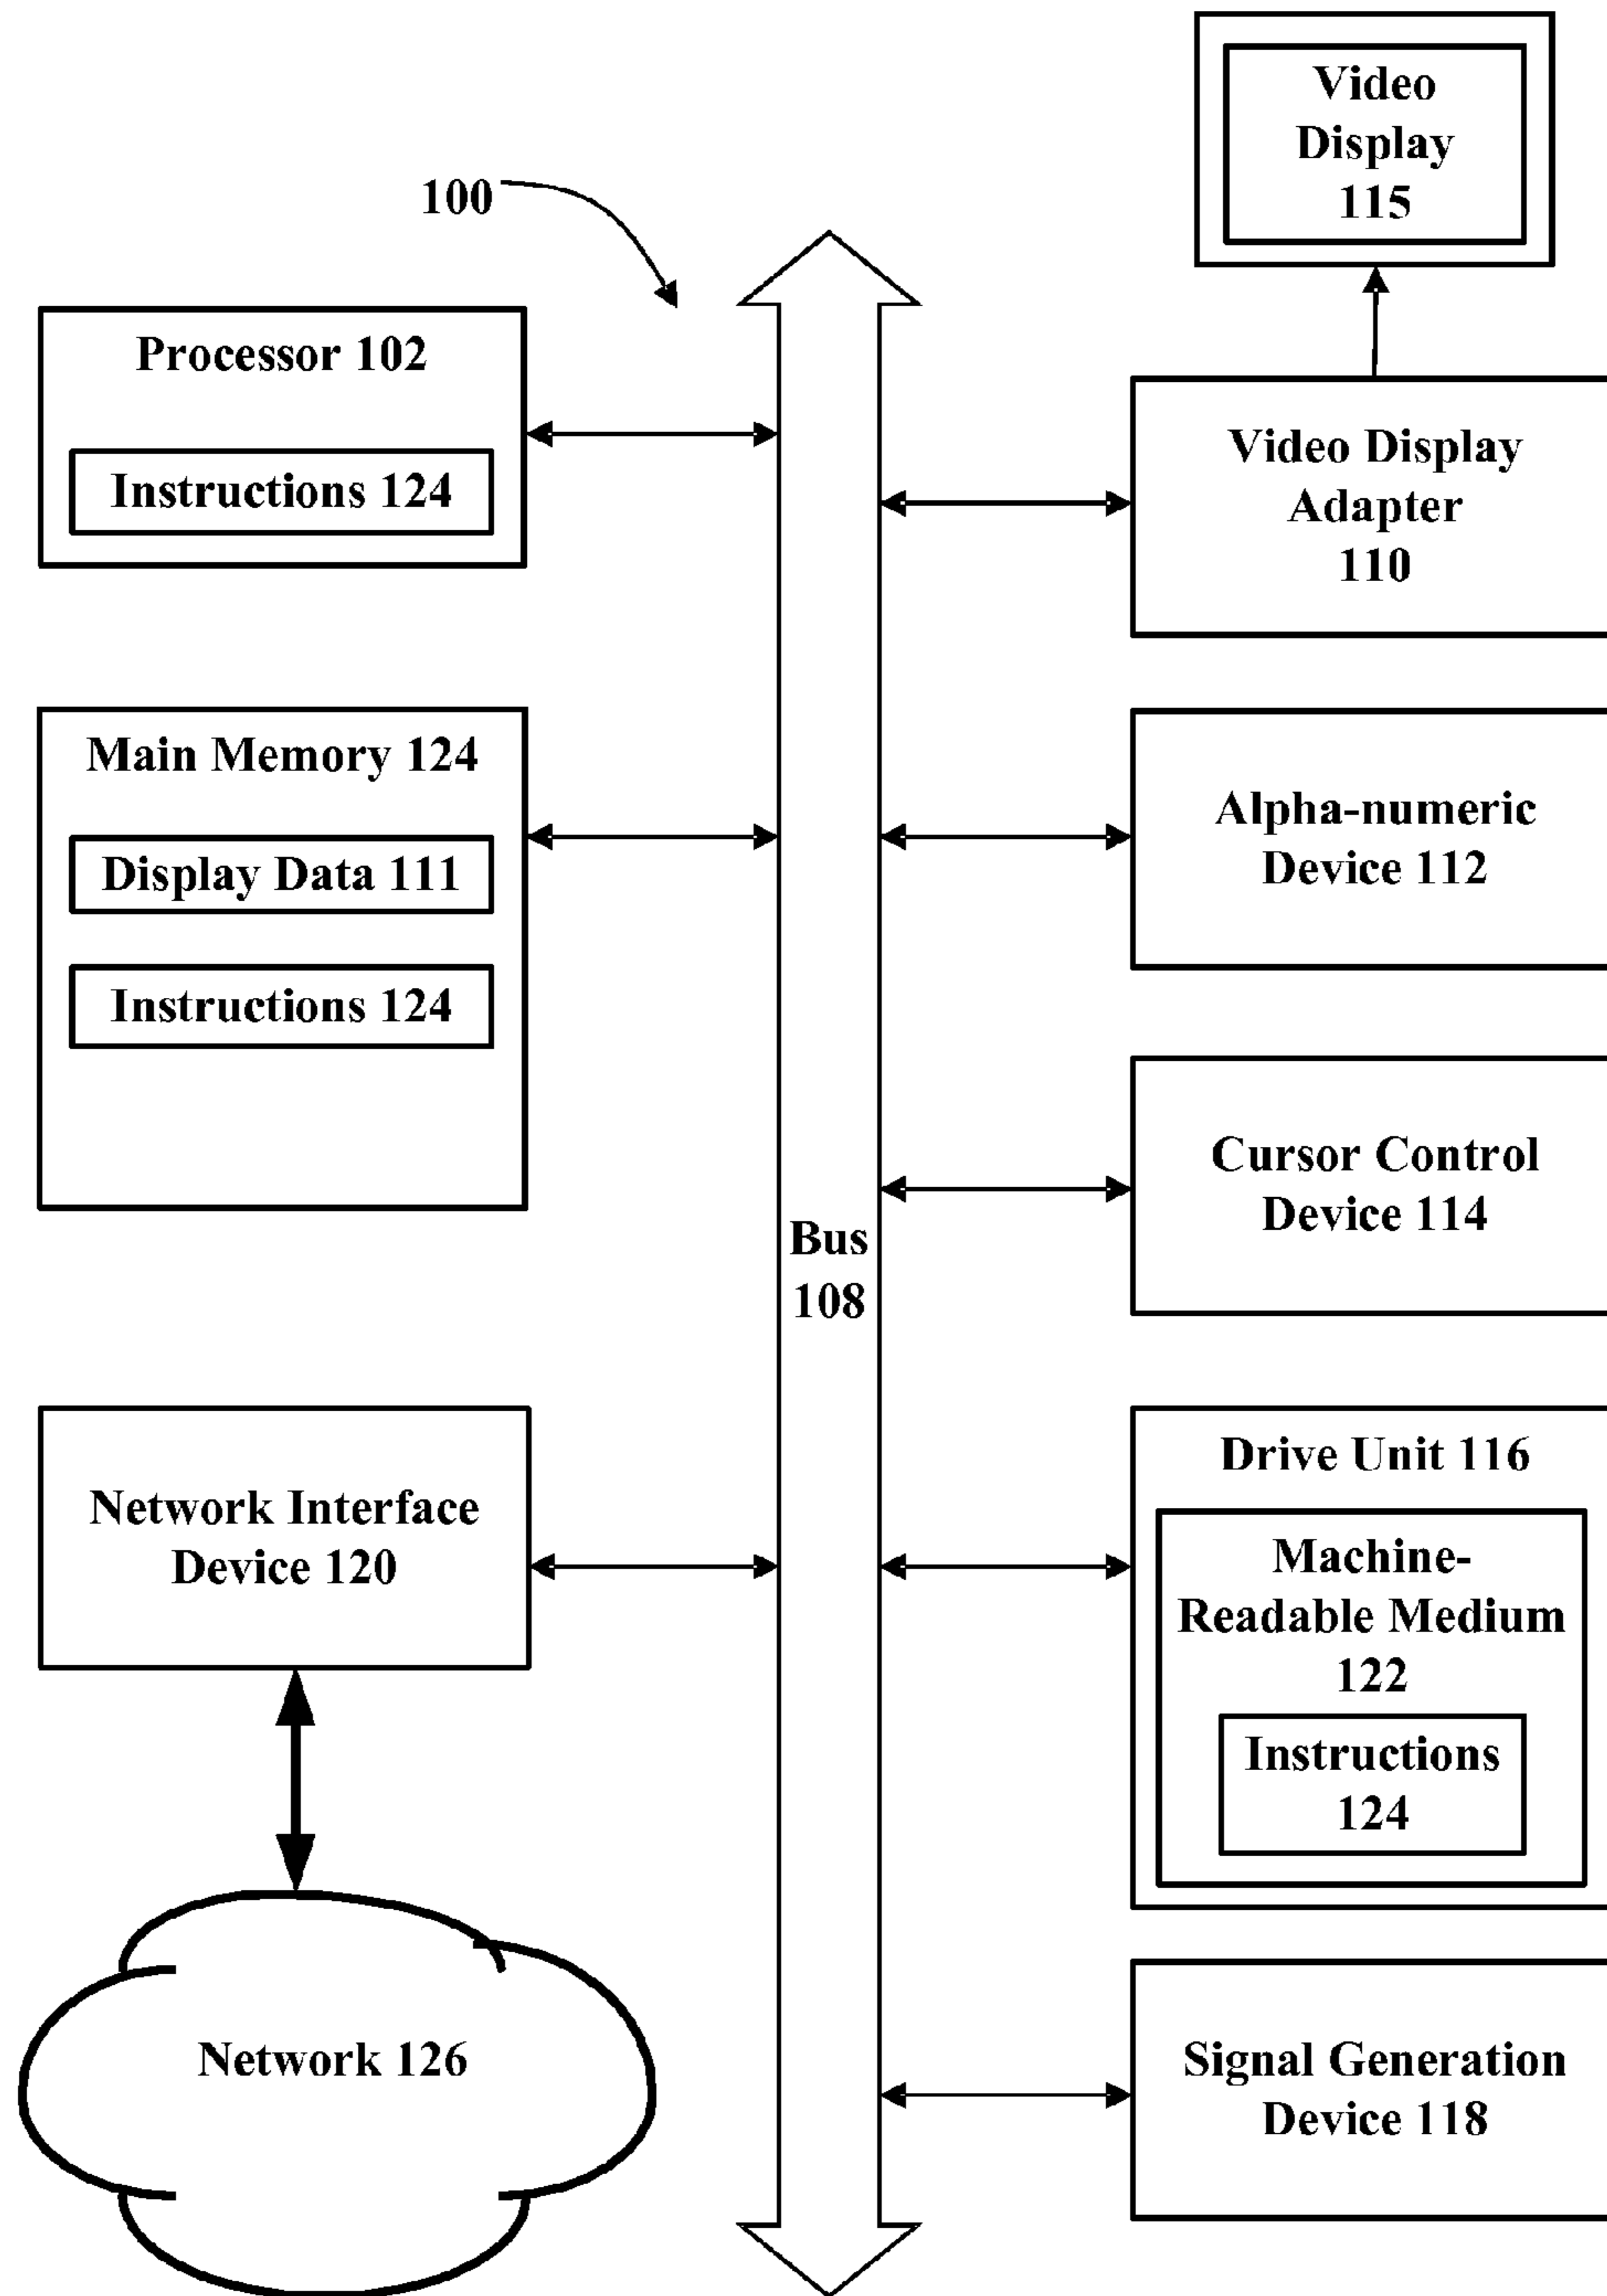 Video
Display
115
100
Processor 102
Instructions 124
Video Display
Adapter
110
Main Memory 124
Display Data 111
Instructions 124
Alpha-numeric
Device 112
Cursor Control
Device 114
Bus
108
Network Interface
Device 120
Drive Unit 116
Machine-
Readable Medium
122
Instructions
124
Network 126
Signal Generation
Device 118